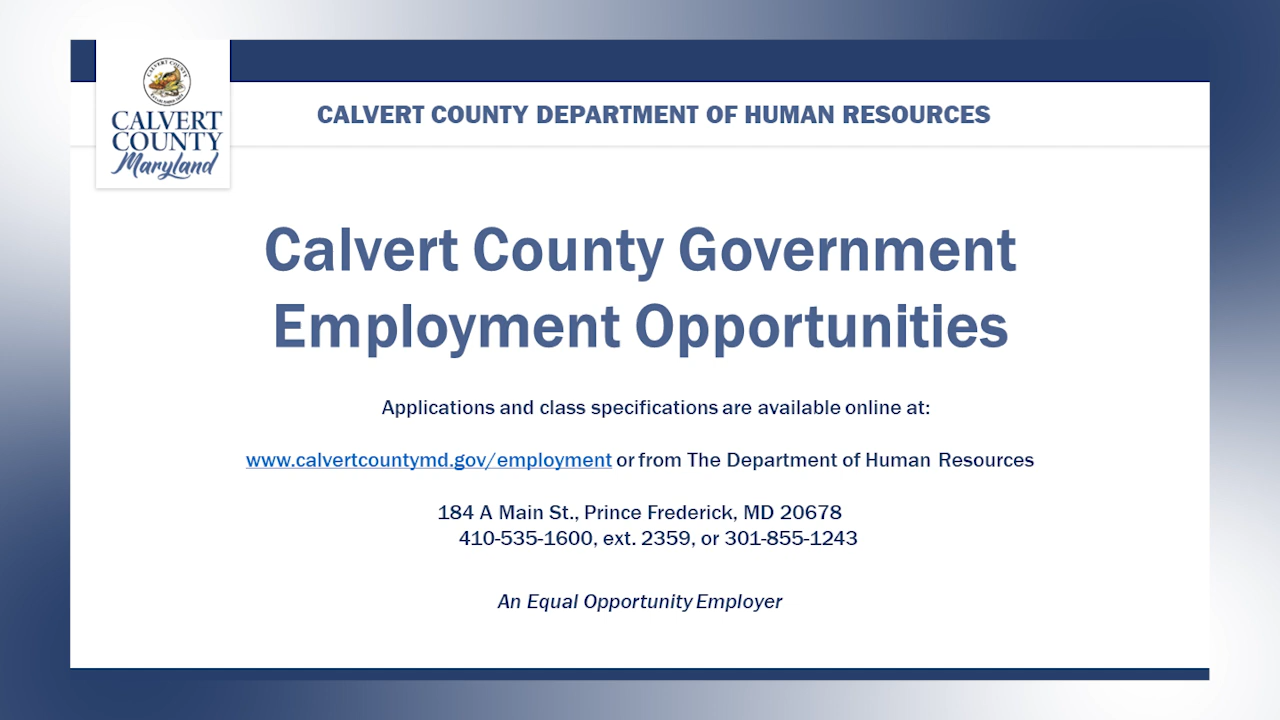 CALVERT COUNTY
CALVERT
COUNTY
Maryland
CALVERT COUNTY DEPARTMENT OF HUMAN RESOURCES
Calvert County Government
Employment Opportunities
Applications and class specifications are available online at:
www.calvertcountymd.gov/employment or from The Department of Human Resources
184 A Main St., Prince Frederick, MD 20678
410-535-1600, ext. 2359, or 301-855-1243
An Equal Opportunity Employer